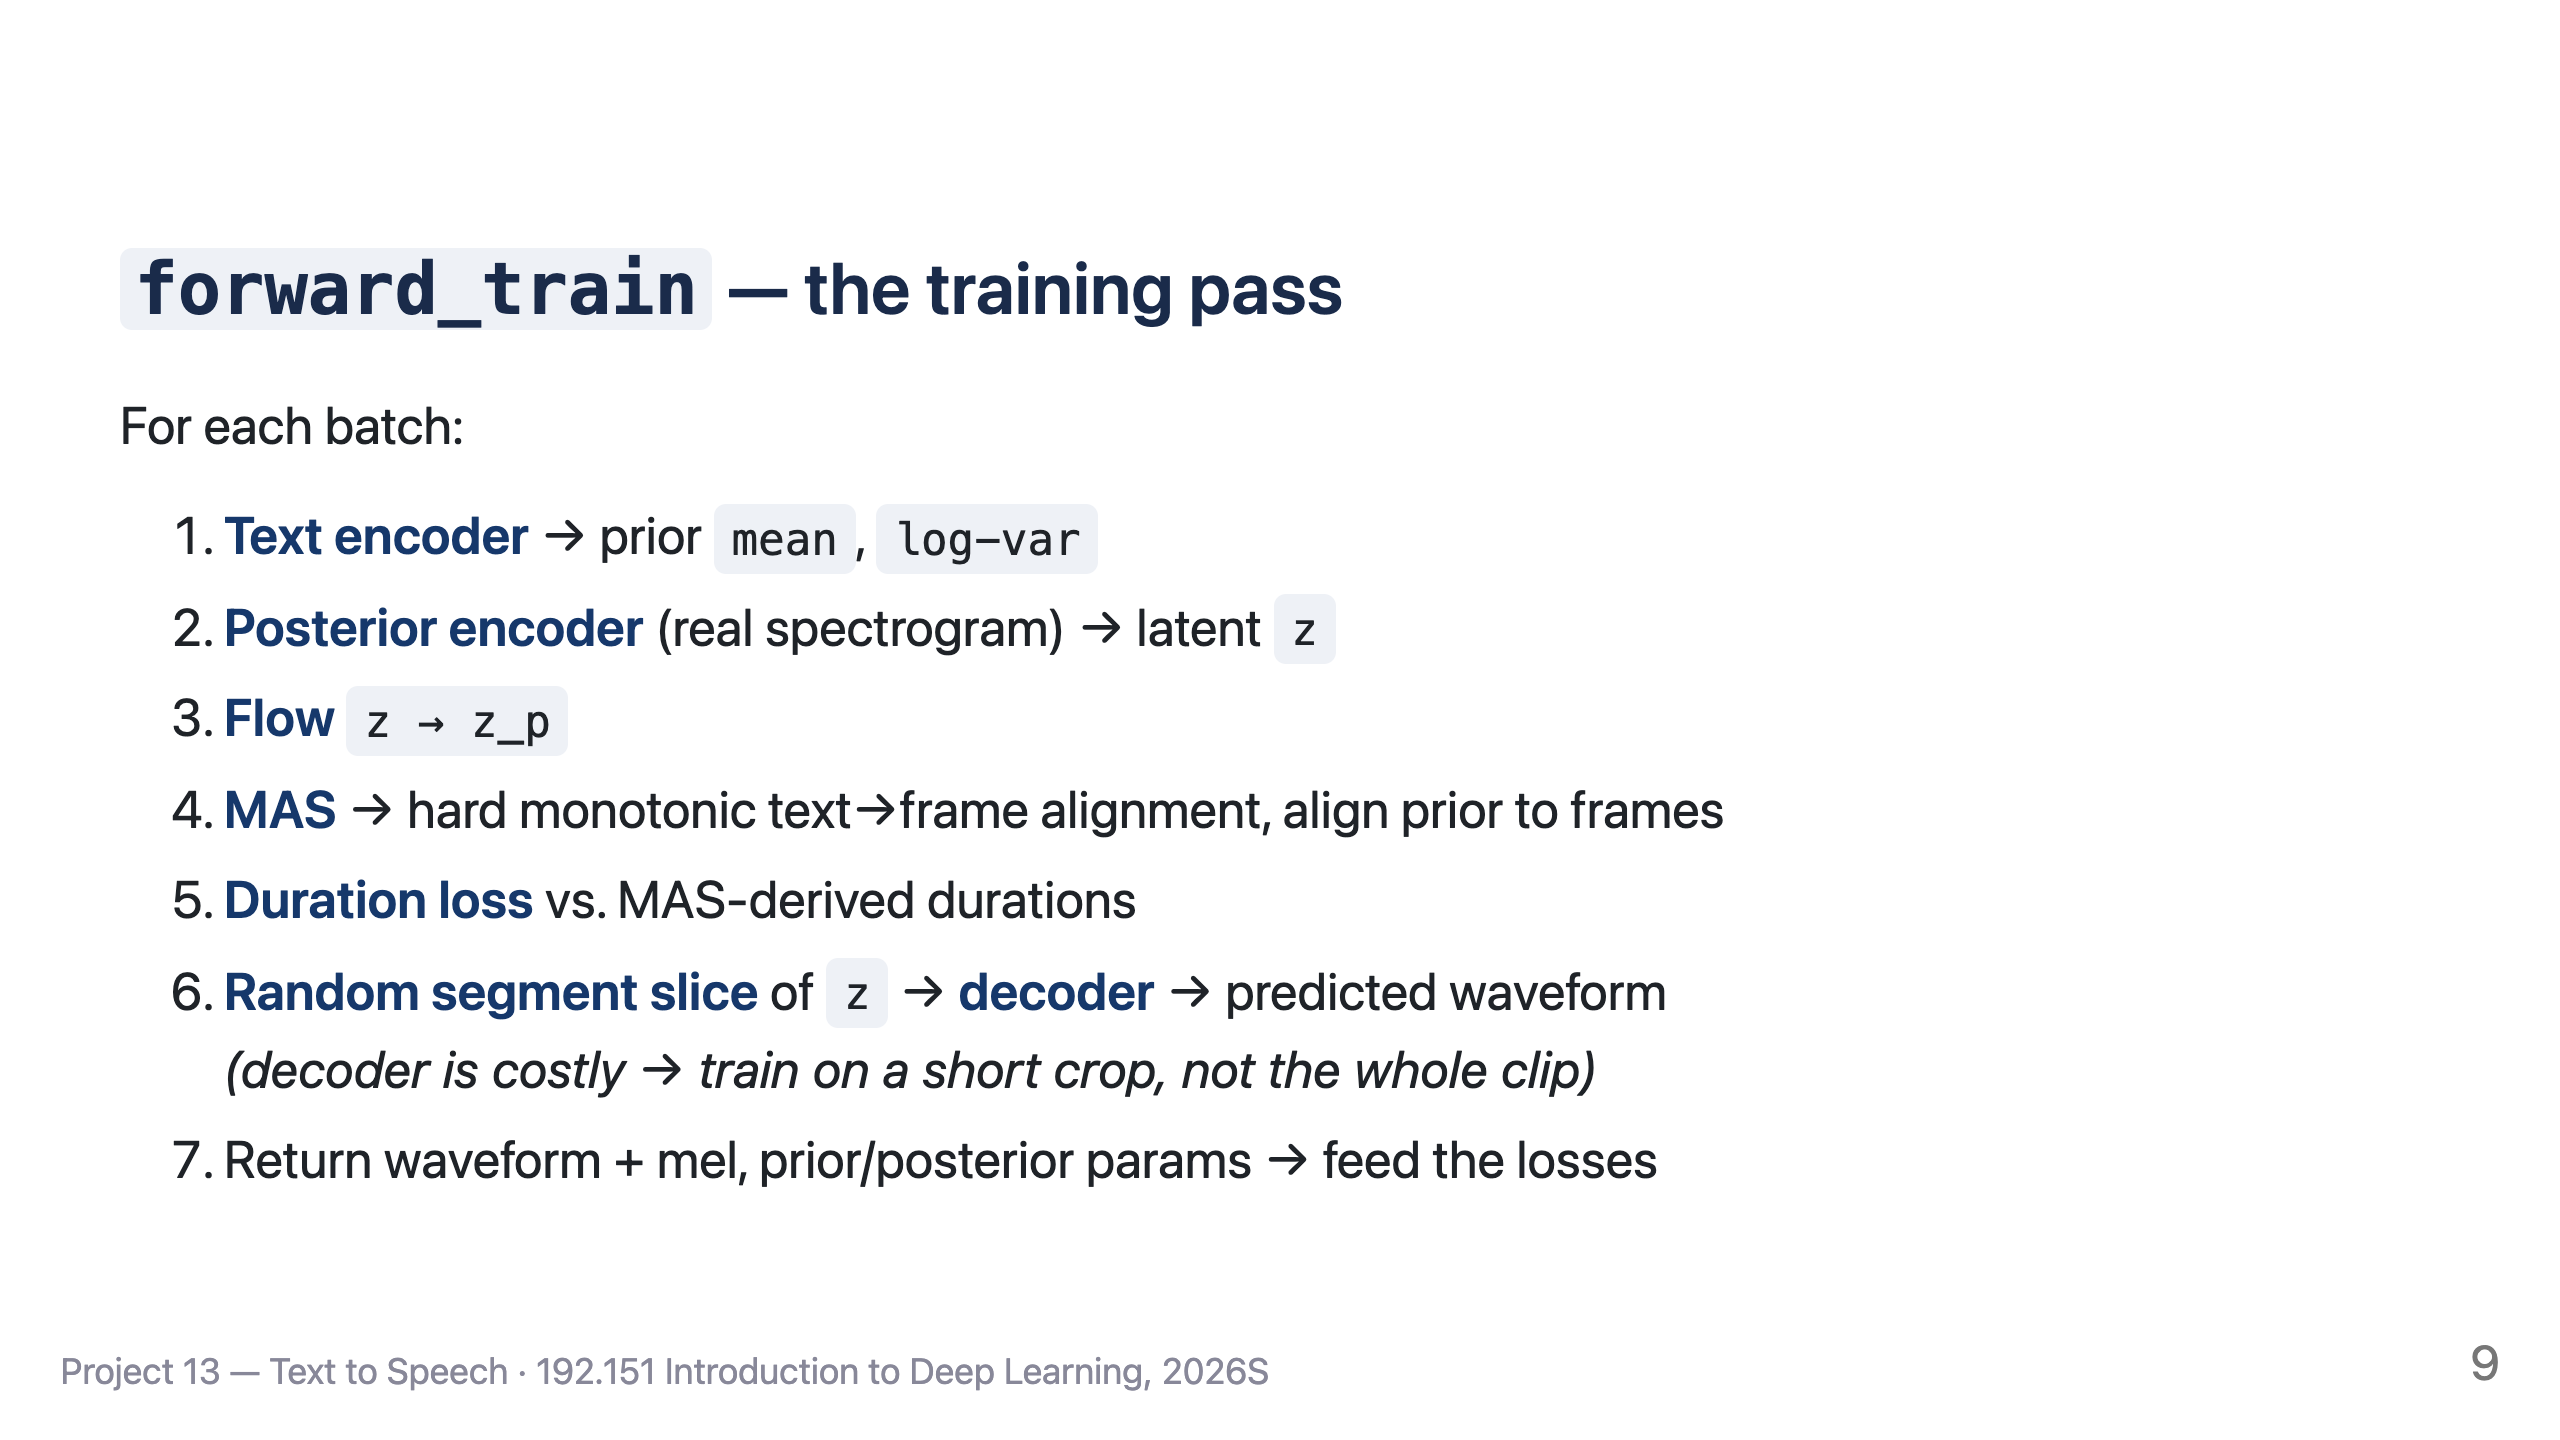 forward_train — the training pass
For each batch:
1. Text encoder → prior mean, log-var
2. Posterior encoder (real spectrogram) → latent z
3. Flow z → z_p
4. MAS → hard monotonic text→frame alignment, align prior to frames
5. Duration loss vs. MAS-derived durations
6. Random segment slice of z → decoder → predicted waveform
(decoder is costly → train on a short crop, not the whole clip)
7. Return waveform + mel, prior/posterior params → feed the losses
Project 13 — Text to Speech · 192.151 Introduction to Deep Learning, 2026S
9